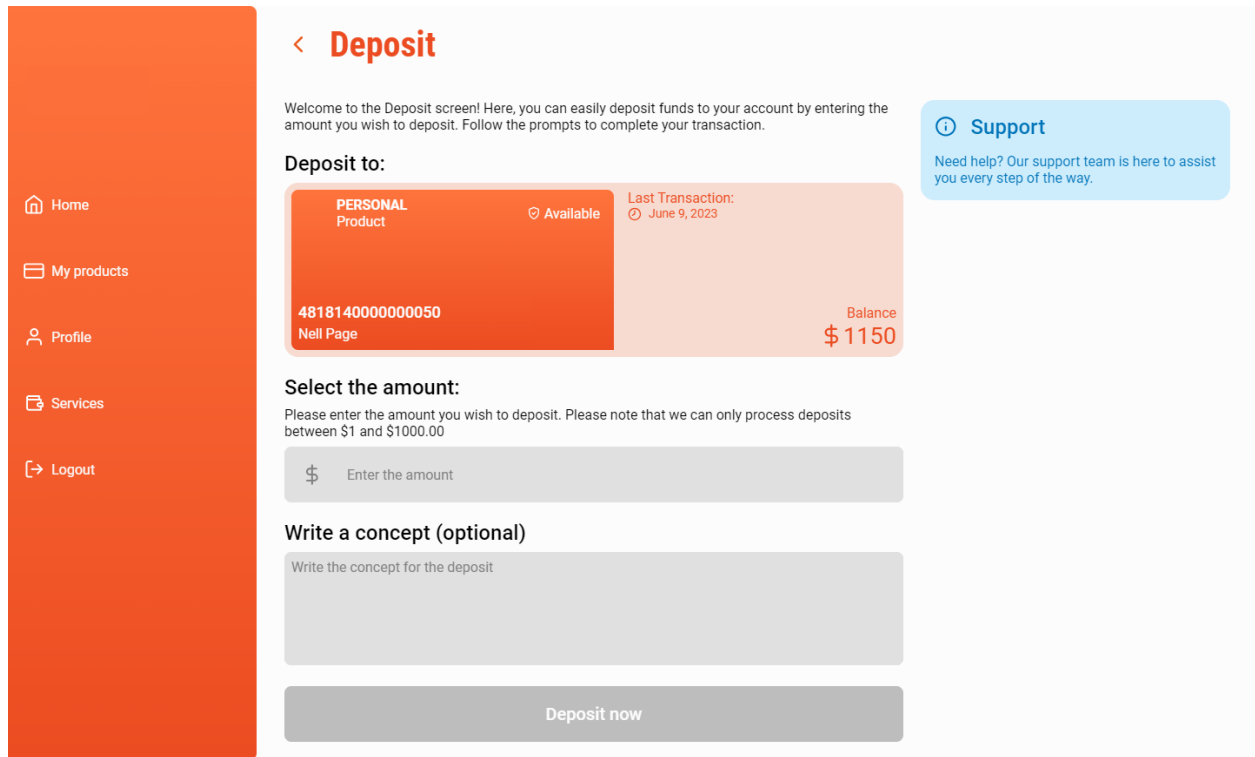 Deposit
Welcome to the Deposit screen! Here, you can easily deposit funds to your account by entering the
amount you wish to deposit. Follow the prompts to complete your transaction.
Support
Need help? Our support team is here to assist
you every step of the way.
Deposit to:
PERSONAL
Product
Available
Last Transaction:
June 9, 2023
4818140000000050
Nell Page
Balance
$ 1150
Home
My products
Profile
Services
Logout
Select the amount:
Please enter the amount you wish to deposit. Please note that we can only process deposits
between $1 and $1000.00
$ Enter the amount
Write a concept (optional)
Write the concept for the deposit
Deposit now